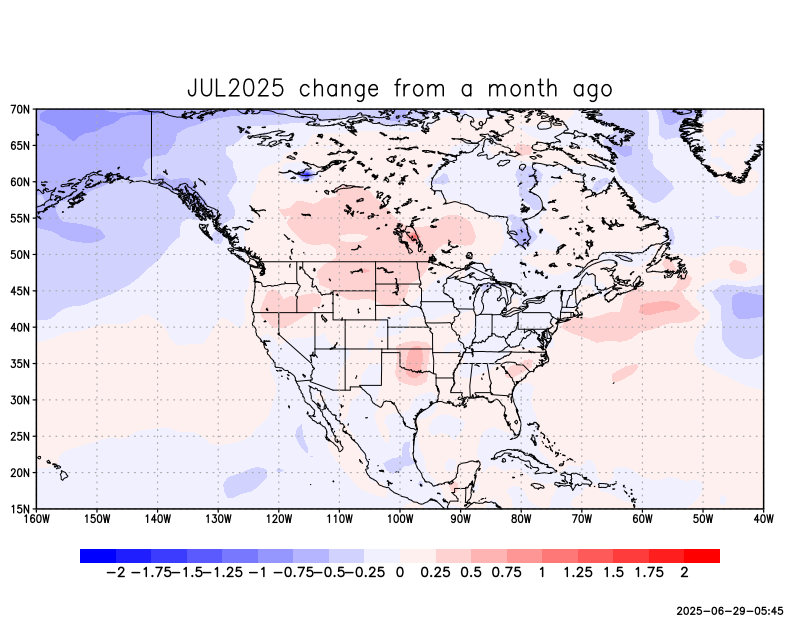 JUL2025 change from a month ago
70N
65N
60N
55N
50N
45N
40N
35N
30N
25N
20N
15N
160W 150W 140W 130W 120W 110W 100W 90W 80W 70W 60W 50W 40W
−2 −1.75 −1.5 −1.25 −1 −0.75 −0.5 −0.25 0 0.25 0.5 0.75 1 1.25 1.5 1.75 2
2025-06-29-05:45